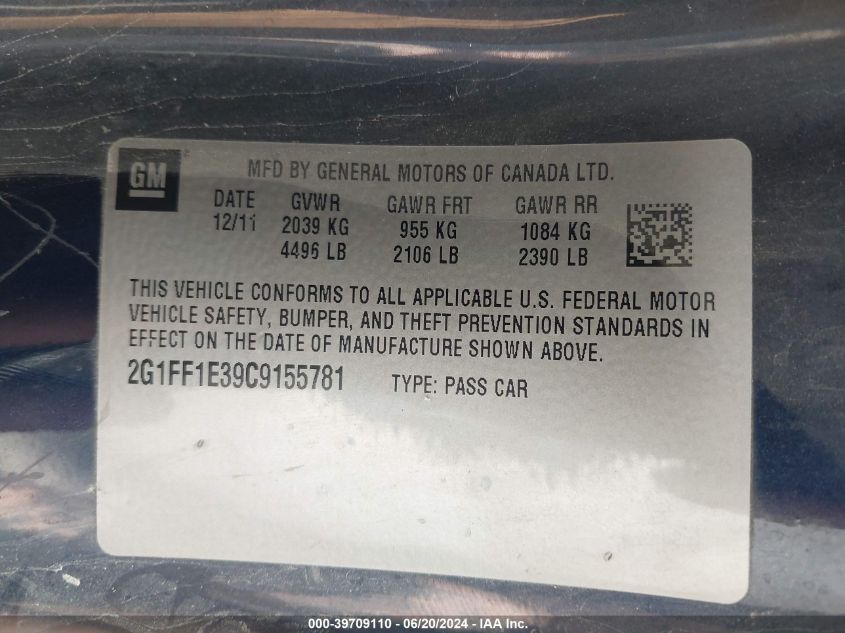 GM
MFD BY GENERAL MOTORS OF CANADA LTD.
DATE GVWR GAWR FRT GAWR RR
12/11 2039 KG 955 KG 1084 KG
4496 LB 2106 LB 2390 LB
THIS VEHICLE CONFORMS TO ALL APPLICABLE U.S. FEDERAL MOTOR
VEHICLE SAFETY, BUMPER, AND THEFT PREVENTION STANDARDS IN
EFFECT ON THE DATE OF MANUFACTURE SHOWN ABOVE.
2G1FF1E39C9155781 TYPE: PASS CAR
000-39709110 - 06/20/2024 - IAA Inc.